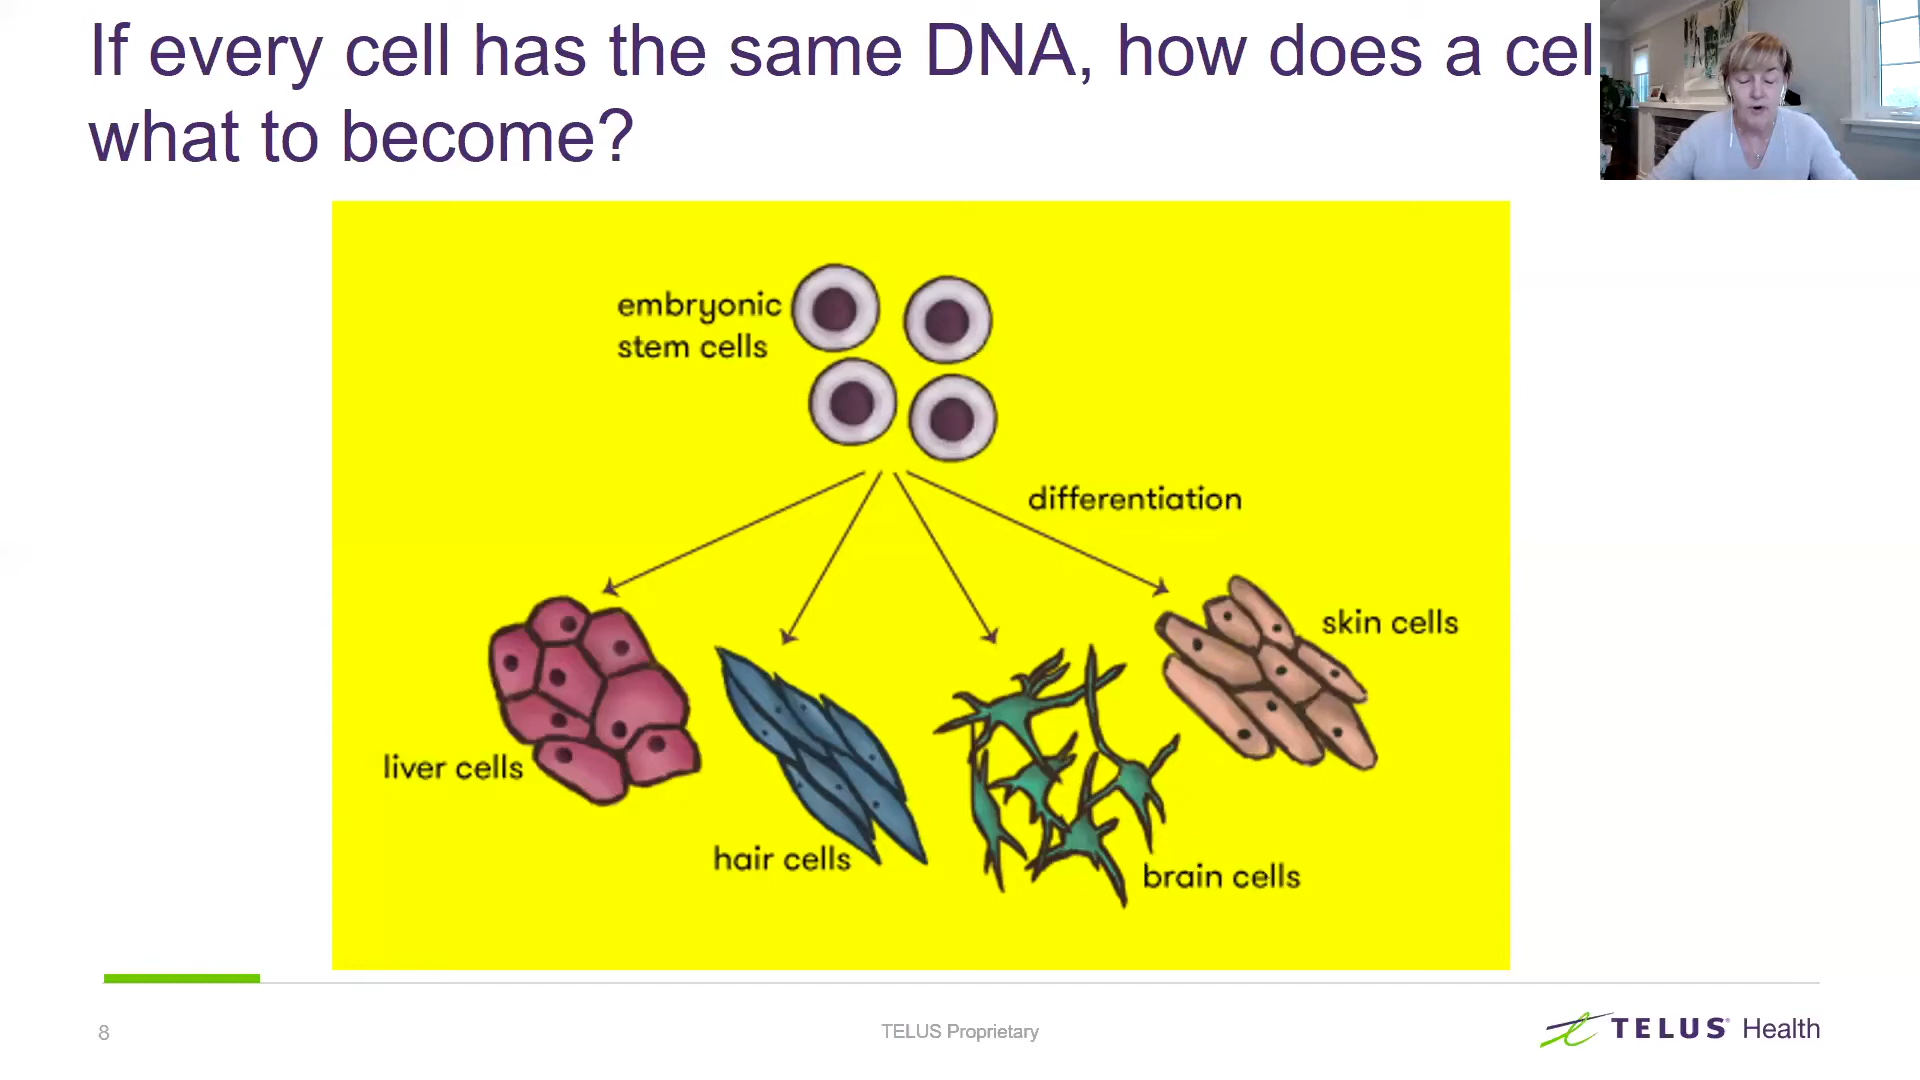 If every cell has the same DNA, how does a cel
what to become?
embryonic
stem cells
differentiation
skin cells
liver cells
hair cells
brain cells
8
TELUS Proprietary
TELUS® Health